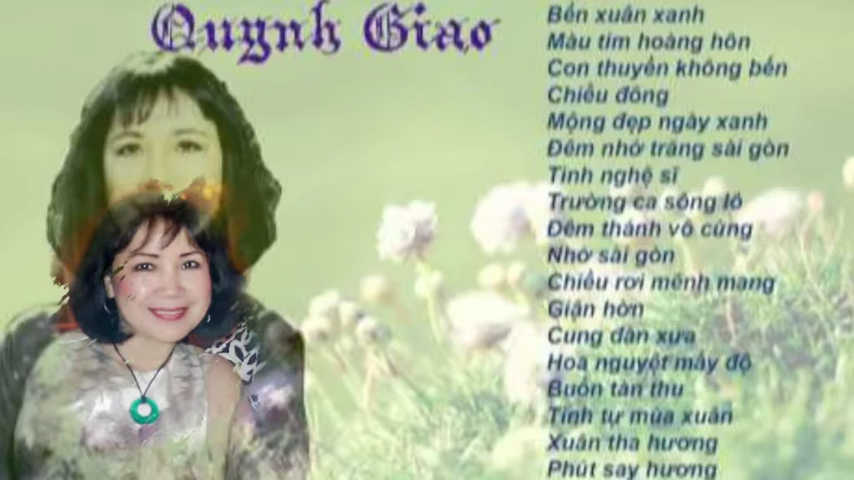 Quynh Giao
Bến xuân xanh
Màu tím hoàng hôn
Con thuyền không bến
Chiều đông
Mộng đẹp ngày xanh
Đêm nhớ trăng sài gòn
Tình nghệ sĩ
Trường ca sông lô
Đêm thánh vô cùng
Nhớ sài gòn
Chiều rơi mênh mang
Giận hờn
Cung đàn xưa
Hoa nguyệt mấy độ
Buồn tàn thu
Tình tự mùa xuân
Xuân tha hương
Phút say hương